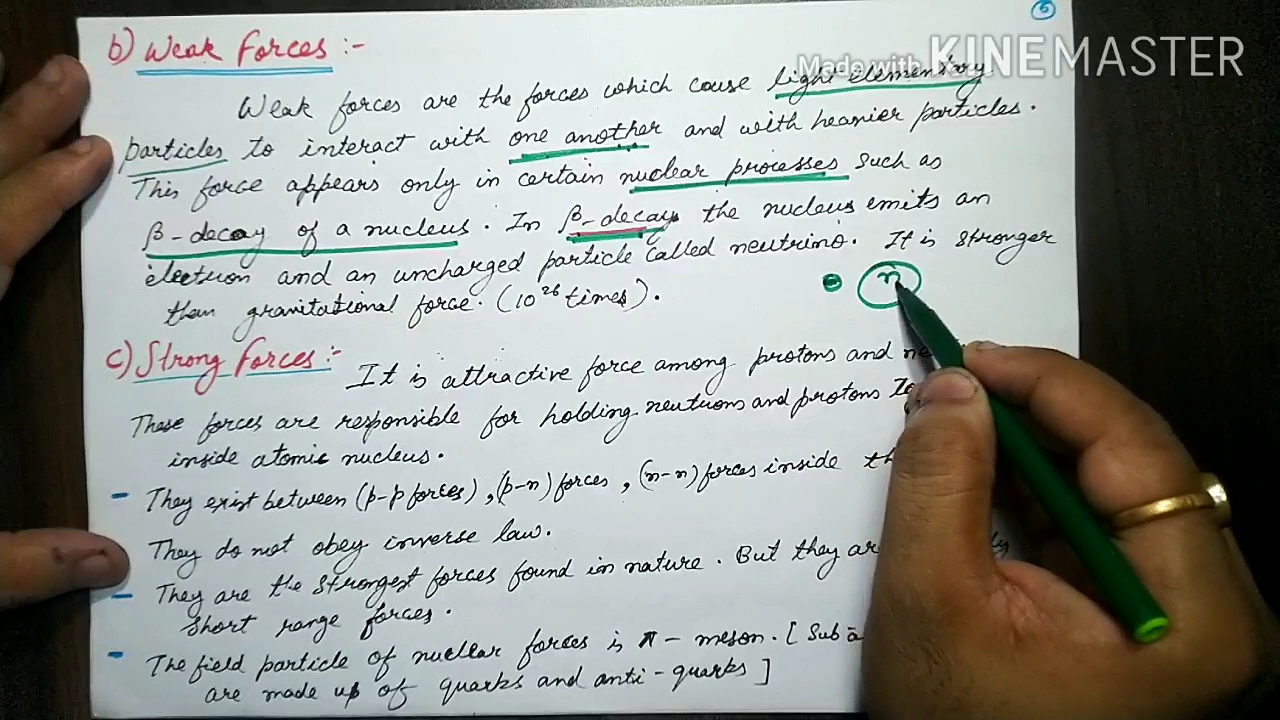 5
Made with KINEMASTER
b) Weak Forces :-
Weak forces are the forces which cause light elementary
particles to interact with one another and with heavier particles.
This force appears only in certain nuclear processes such as
β-decay of a nucleus. In β-decay the nucleus emits an
electron and an uncharged particle called neutrino. It is stronger
then gravitational force. (10^26 times).
n
c) Strong Forces :- It is attractive force among protons and
These forces are responsible for holding neutrons and protons
inside atomic nucleus.
- They exist between (p-p forces), (p-n) forces, (n-n) forces inside
They do not obey inverse law.
- They are the strongest forces found in nature. But they
short range forces.
- The field particle of nuclear forces is π-meson. [Sub
are made up of quarks and anti-quarks]